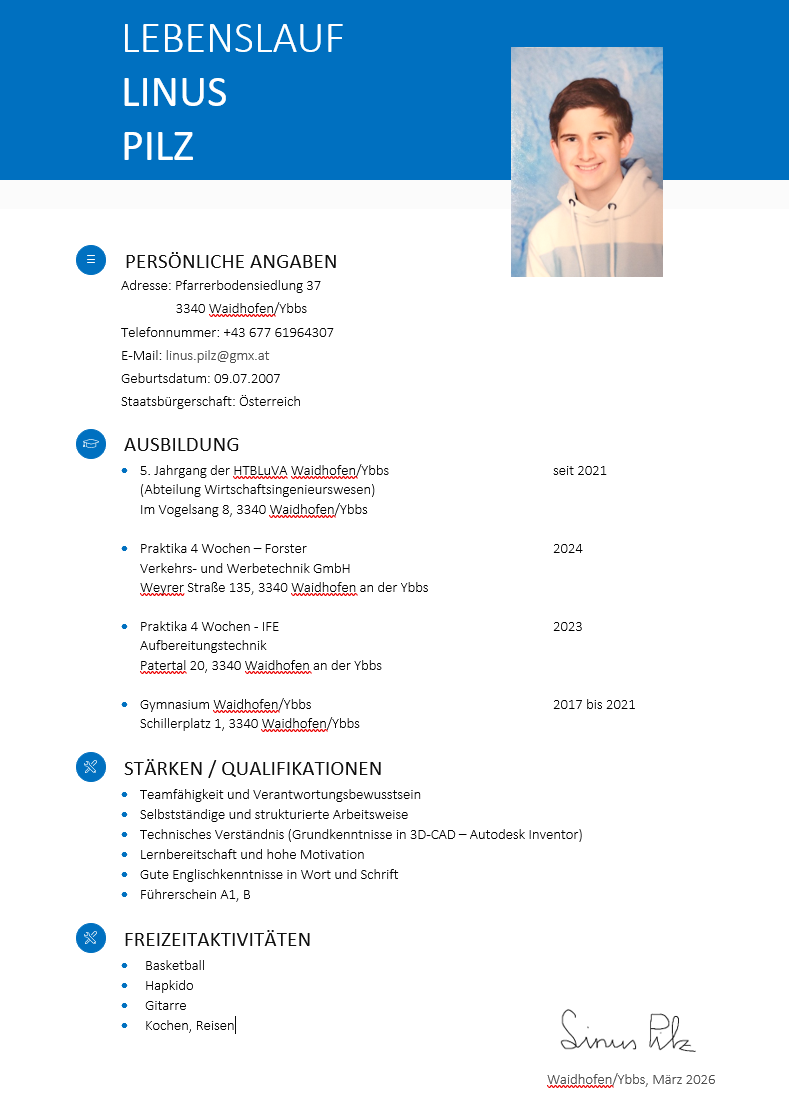 LEBENSLAUF
LINUS
PILZ
PERSÖNLICHE ANGABEN
Adresse: Pfarrerbodensiedlung 37
3340 Waidhofen/Ybbs
Telefonnummer: +43 677 61964307
E-Mail: linus.pilz@gmx.at
Geburtsdatum: 09.07.2007
Staatsbürgerschaft: Österreich
AUSBILDUNG
• 5. Jahrgang der HTBLuVA Waidhofen/Ybbs seit 2021
(Abteilung Wirtschaftsingenieurswesen)
Im Vogelsang 8, 3340 Waidhofen/Ybbs
• Praktika 4 Wochen – Forster 2024
Verkehrs- und Werbetechnik GmbH
Weyrer Straße 135, 3340 Waidhofen an der Ybbs
• Praktika 4 Wochen - IFE 2023
Aufbereitungstechnik
Patertal 20, 3340 Waidhofen an der Ybbs
• Gymnasium Waidhofen/Ybbs 2017 bis 2021
Schillerplatz 1, 3340 Waidhofen/Ybbs
STÄRKEN / QUALIFIKATIONEN
• Teamfähigkeit und Verantwortungsbewusstsein
• Selbstständige und strukturierte Arbeitsweise
• Technisches Verständnis (Grundkenntnisse in 3D-CAD – Autodesk Inventor)
• Lernbereitschaft und hohe Motivation
• Gute Englischkenntnisse in Wort und Schrift
• Führerschein A1, B
FREIZEITAKTIVITÄTEN
• Basketball
• Hapkido
• Gitarre
• Kochen, Reisen
Linus Pilz
Waidhofen/Ybbs, März 2026